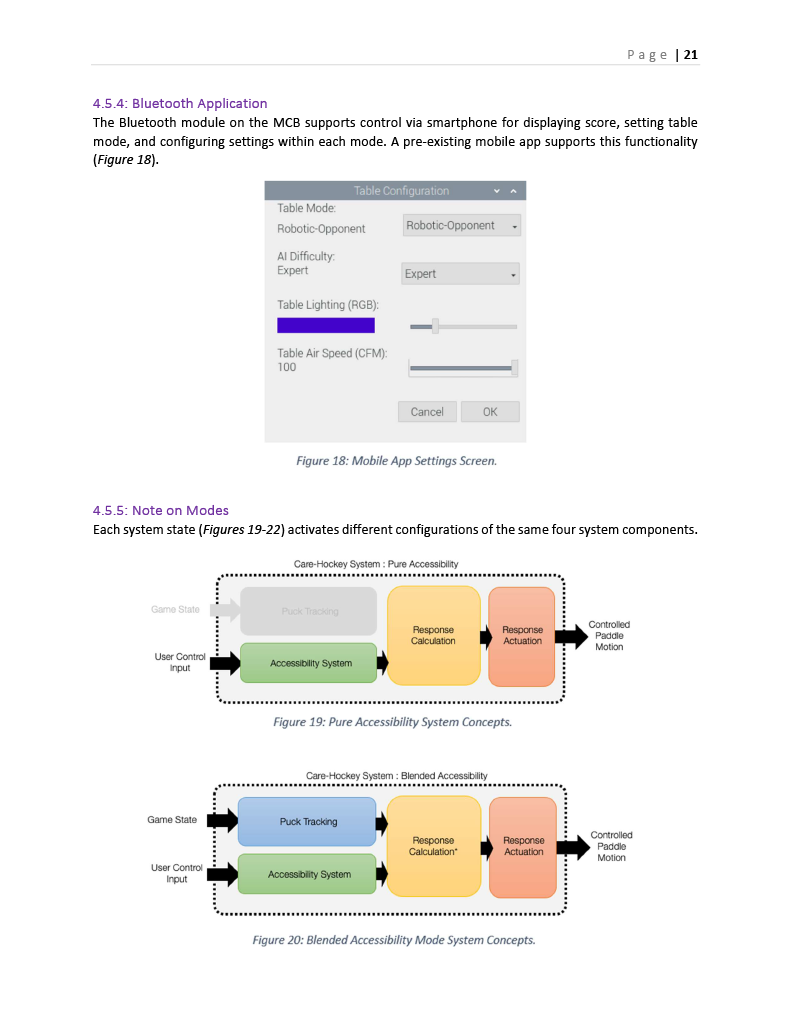 Page | 21
4.5.4: Bluetooth Application
The Bluetooth module on the MCB supports control via smartphone for displaying score, setting table
mode, and configuring settings within each mode. A pre-existing mobile app supports this functionality
(Figure 18).
Table Configuration
Table Mode:
Robotic-Opponent
Robotic-Opponent
AI Difficulty:
Expert
Expert
Table Lighting (RGB):
Table Air Speed (CFM):
100
Cancel OK
Figure 18: Mobile App Settings Screen.
4.5.5: Note on Modes
Each system state (Figures 19-22) activates different configurations of the same four system components.
Care-Hockey System : Pure Accessibility
Game State
Puck Tracking
User Control
Input
Accessibility System
Response
Calculation
Response
Actuation
Controlled
Paddle
Motion
Figure 19: Pure Accessibility System Concepts.
Care-Hockey System : Blended Accessibility
Game State
Puck Tracking
User Control
Input
Accessibility System
Response
Calculation*
Response
Actuation
Controlled
Paddle
Motion
Figure 20: Blended Accessibility Mode System Concepts.